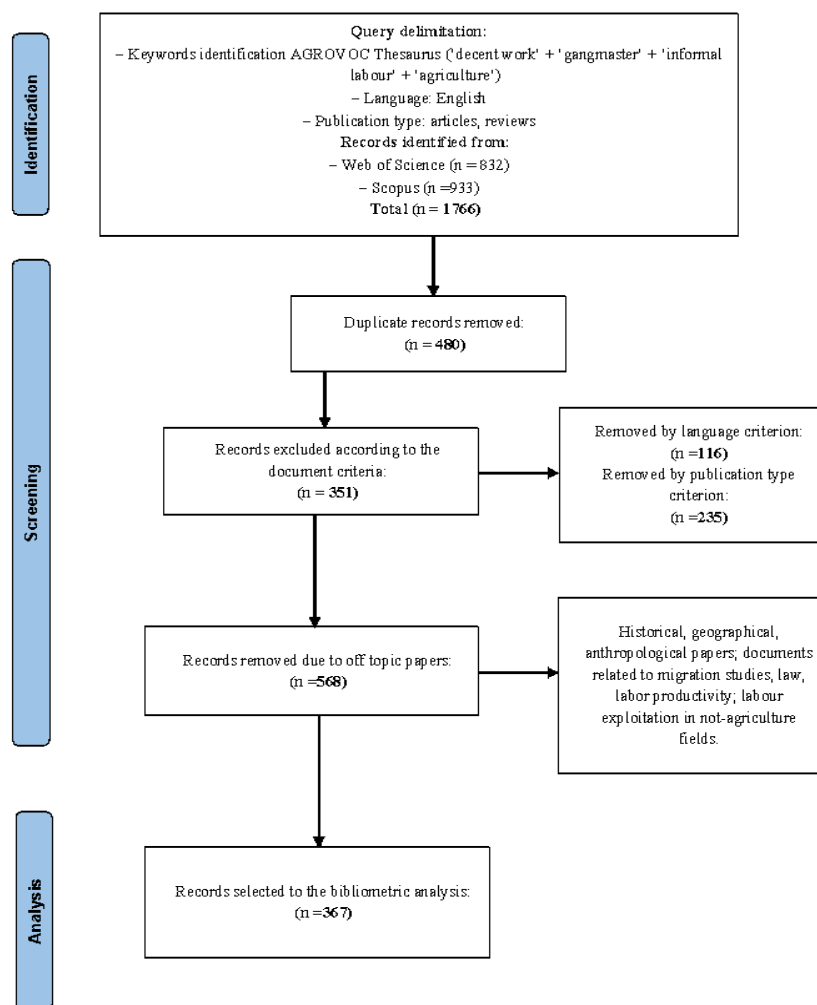 Identification
Query delimitation:
– Keywords identification AGROVOC Thesaurus ('decent work' + 'gangmaster' + 'informal
labour' + 'agriculture')
– Language: English
– Publication type: articles, reviews
Records identified from:
– Web of Science (n = 832)
– Scopus (n =933)
Total (n = 1766)
Screening
Duplicate records removed:
(n = 480)
Records excluded according to the
document criteria:
(n = 351)
Removed by language criterion:
(n =116)
Removed by publication type
criterion:
(n =235)
Records removed due to off topic papers:
(n =568)
Historical, geographical,
anthropological papers; documents
related to migration studies, law,
labor productivity; labour
exploitation in not-agriculture
fields.
Analysis
Records selected to the bibliometric analysis:
(n =367)